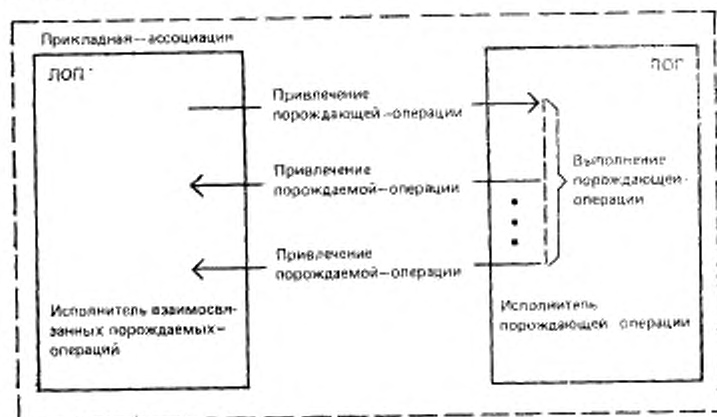 Прикладная–ассоциация
ЛОП
ПОП
Привлечение
порождающей–операции
Привлечение
порождаемой–операции
Выполнение
порождающей–
операции
Привлечение
порождаемой–операции
Исполнитель взаимосвя-
занных порождаемых–
операций
Исполнитель
порождающей операции